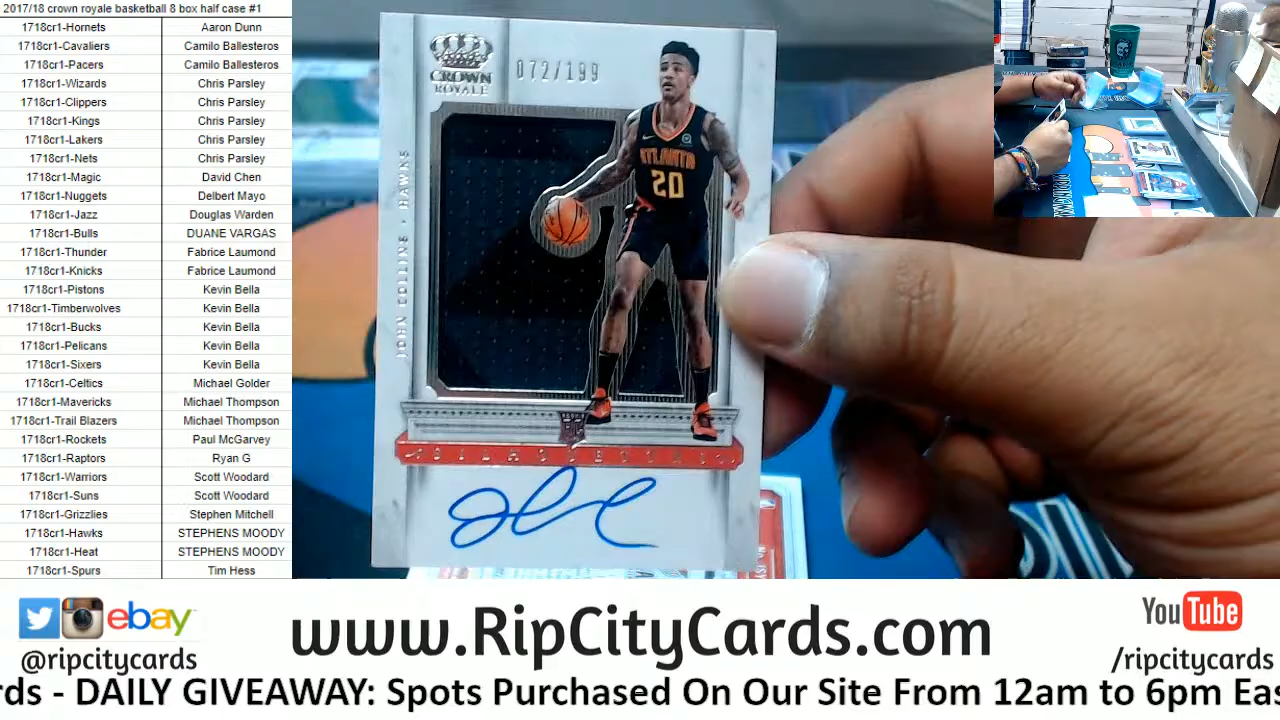 2017/18 crown royale basketball 8 box half case #1
1718cr1-Hornets Aaron Dunn
1718cr1-Cavaliers Camilo Ballesteros
1718cr1-Pacers Camilo Ballesteros
1718cr1-Wizards Chris Parsley
1718cr1-Clippers Chris Parsley
1718cr1-Kings Chris Parsley
1718cr1-Lakers Chris Parsley
1718cr1-Nets Chris Parsley
1718cr1-Magic David Chen
1718cr1-Nuggets Delbert Mayo
1718cr1-Jazz Douglas Warden
1718cr1-Bulls DUANE VARGAS
1718cr1-Thunder Fabrice Laumond
1718cr1-Knicks Fabrice Laumond
1718cr1-Pistons Kevin Bella
1718cr1-Timberwolves Kevin Bella
1718cr1-Bucks Kevin Bella
1718cr1-Pelicans Kevin Bella
1718cr1-Sixers Kevin Bella
1718cr1-Celtics Michael Golder
1718cr1-Mavericks Michael Thompson
1718cr1-Trail Blazers Michael Thompson
1718cr1-Rockets Paul McGarvey
1718cr1-Raptors Ryan G
1718cr1-Warriors Scott Woodard
1718cr1-Suns Scott Woodard
1718cr1-Grizzlies Stephen Mitchell
1718cr1-Hawks STEPHENS MOODY
1718cr1-Heat STEPHENS MOODY
1718cr1-Spurs Tim Hess
CROWN
ROYALE
072/199
JOHN COLLINS · HAWKS
ATLANTA
20
ebay
@ripcitycards
www.RipCityCards.com
YouTube
/ripcitycards
rds - DAILY GIVEAWAY: Spots Purchased On Our Site From 12am to 6pm Eas